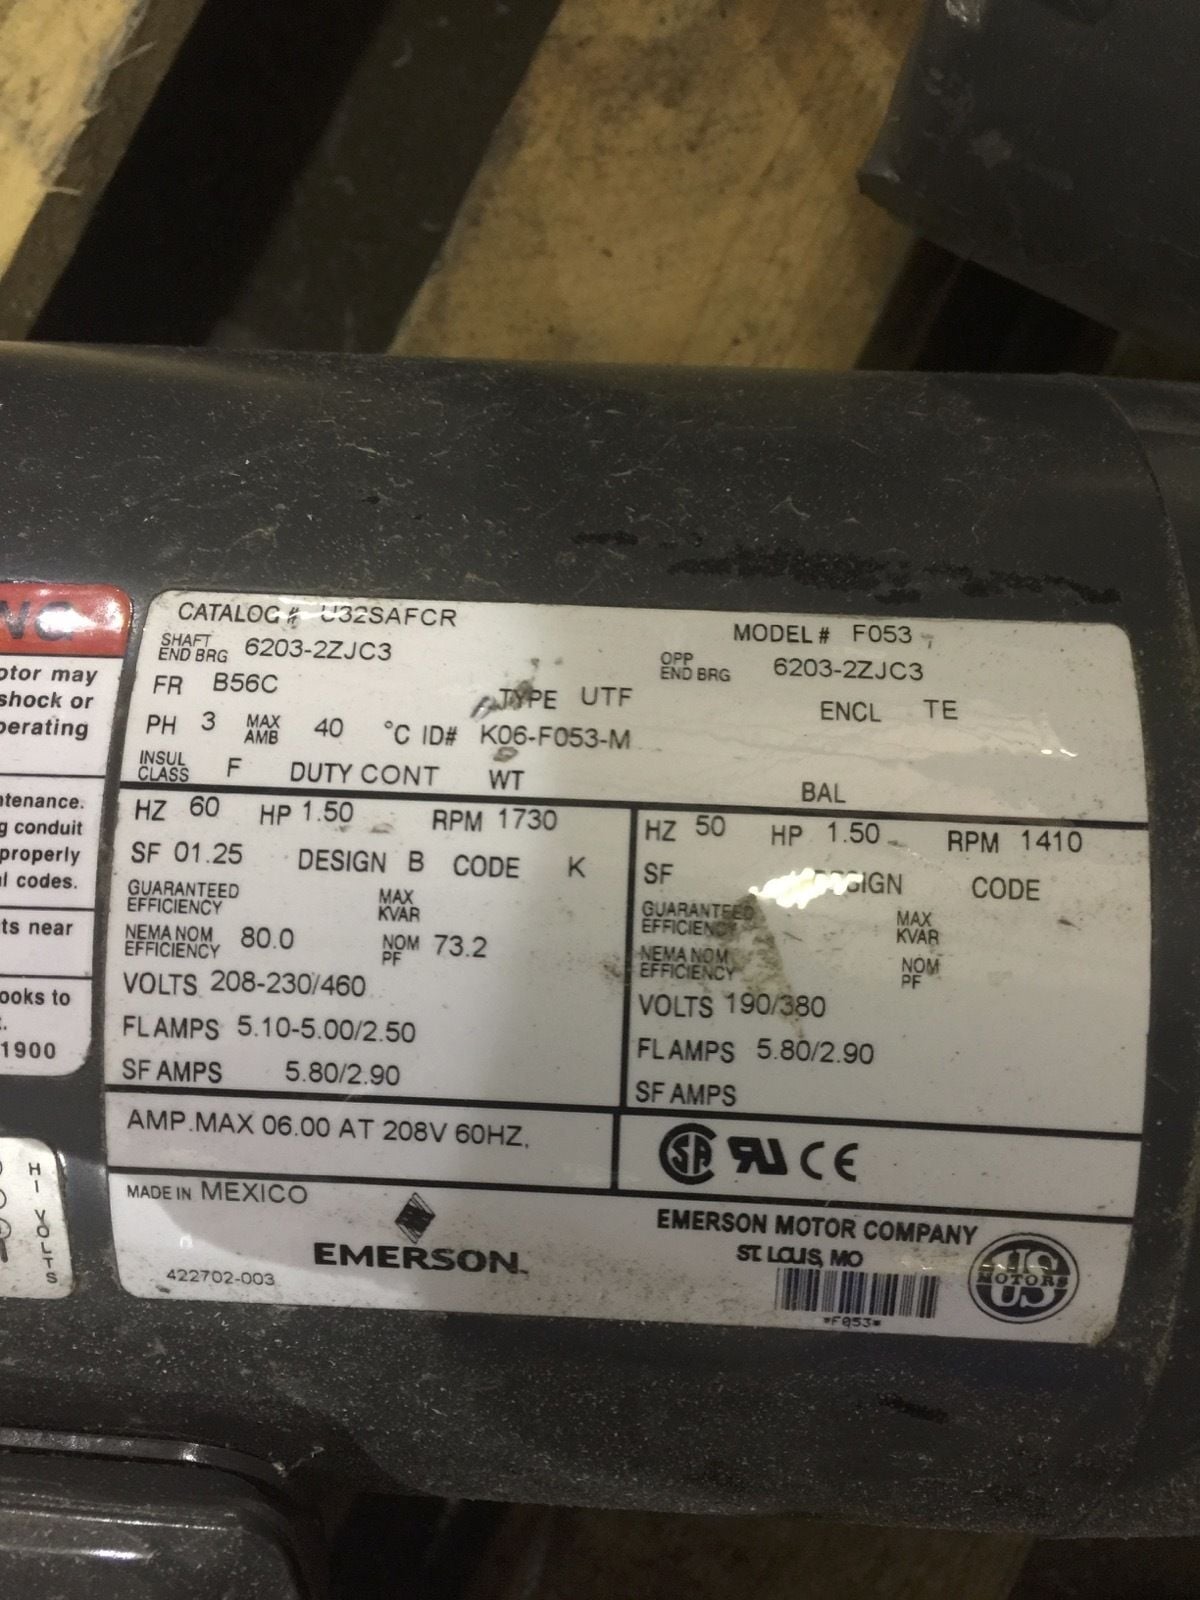 otor may
shock or
perating
ntenance.
g conduit
properly
al codes.
ts near
ooks to
1900
HI VOLTS
CATALOG # U32SAFCR
MODEL # F053
SHAFT END BRG 6203-2ZJC3
OPP END BRG 6203-2ZJC3
FR B56C TYPE UTF ENCL TE
PH 3 MAX AMB 40 °C ID# K06-F053-M
INSUL CLASS F DUTY CONT WT BAL
HZ 60 HP 1.50 RPM 1730
SF 01.25 DESIGN B CODE K
GUARANTEED EFFICIENCY MAX KVAR
NEMA NOM EFFICIENCY 80.0 NOM PF 73.2
VOLTS 208-230/460
FL AMPS 5.10-5.00/2.50
SF AMPS 5.80/2.90
HZ 50 HP 1.50 RPM 1410
SF DESIGN CODE
GUARANTEED EFFICIENCY MAX KVAR
NEMA NOM EFFICIENCY NOM PF
VOLTS 190/380
FL AMPS 5.80/2.90
SF AMPS
AMP.MAX 06.00 AT 208V 60HZ.
SA RU CE
MADE IN MEXICO
EMERSON.
422702-003
EMERSON MOTOR COMPANY
ST. LOUIS, MO
*F053*
US MOTORS